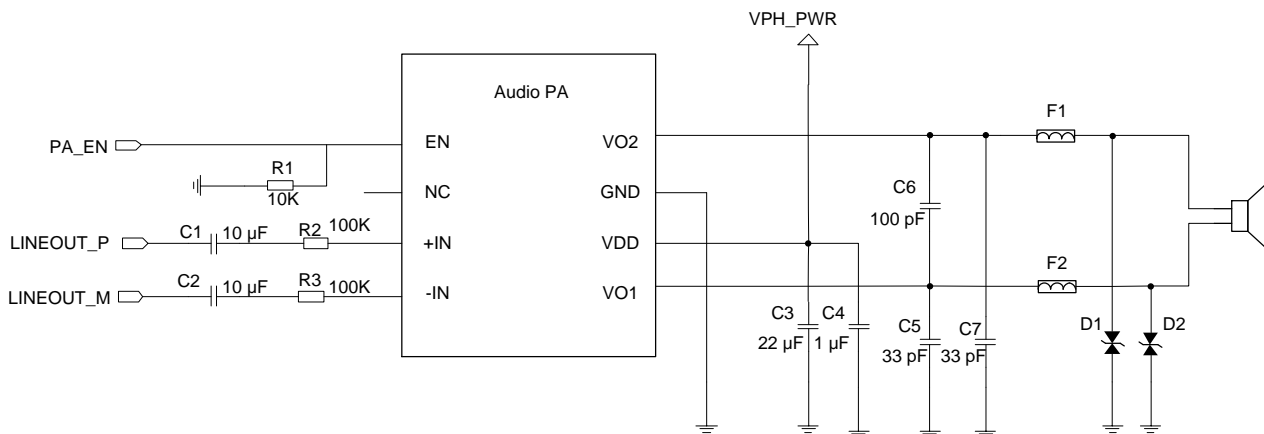 VPH_PWR
Audio PA
F1
PA_EN
EN
VO2
R1
10K
NC
GND
C6
100 pF
LINEOUT_P
C1
10 µF
R2
100K
+IN
VDD
LINEOUT_M
C2
10 µF
R3
100K
-IN
VO1
F2
C3
22 µF
C4
1 µF
C5
33 pF
C7
33 pF
D1
D2